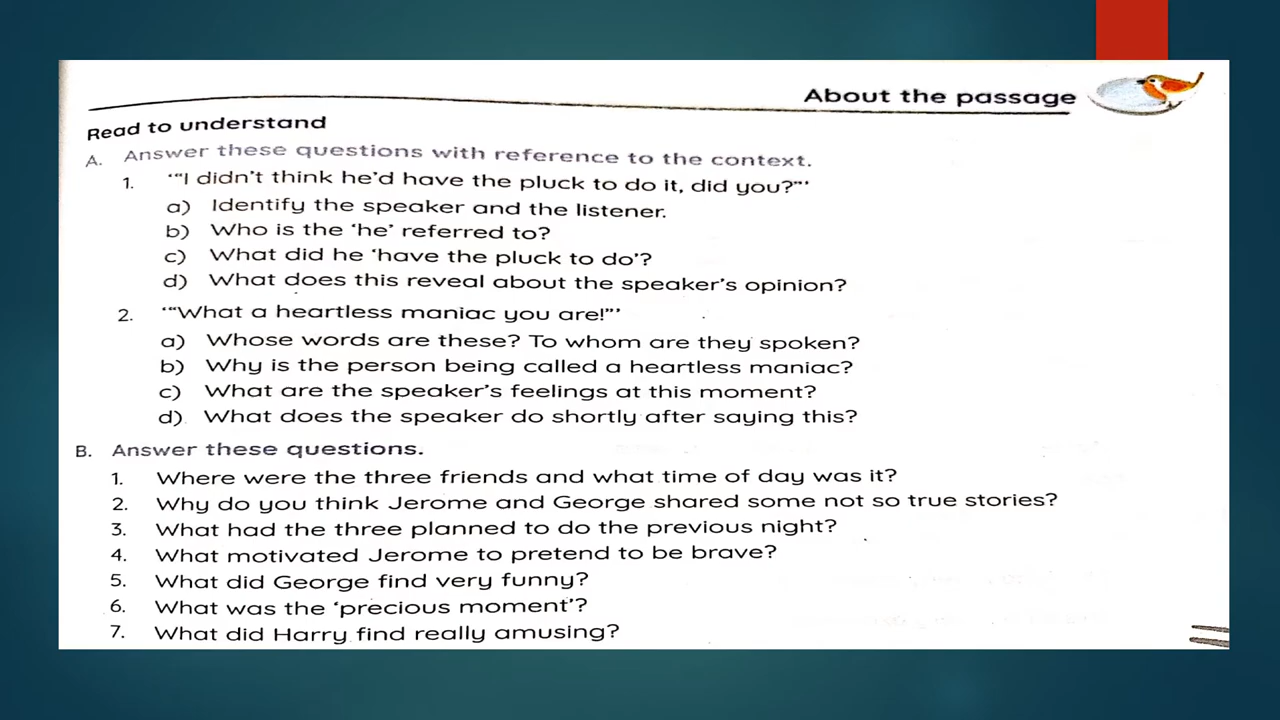 About the passage
Read to understand
A. Answer these questions with reference to the context.
1. '"I didn't think he'd have the pluck to do it, did you?"'
a) Identify the speaker and the listener.
b) Who is the 'he' referred to?
c) What did he 'have the pluck to do'?
d) What does this reveal about the speaker's opinion?
2. '"What a heartless maniac you are!"'
a) Whose words are these? To whom are they spoken?
b) Why is the person being called a heartless maniac?
c) What are the speaker's feelings at this moment?
d) What does the speaker do shortly after saying this?
B. Answer these questions.
1. Where were the three friends and what time of day was it?
2. Why do you think Jerome and George shared some not so true stories?
3. What had the three planned to do the previous night?
4. What motivated Jerome to pretend to be brave?
5. What did George find very funny?
6. What was the 'precious moment'?
7. What did Harry find really amusing?